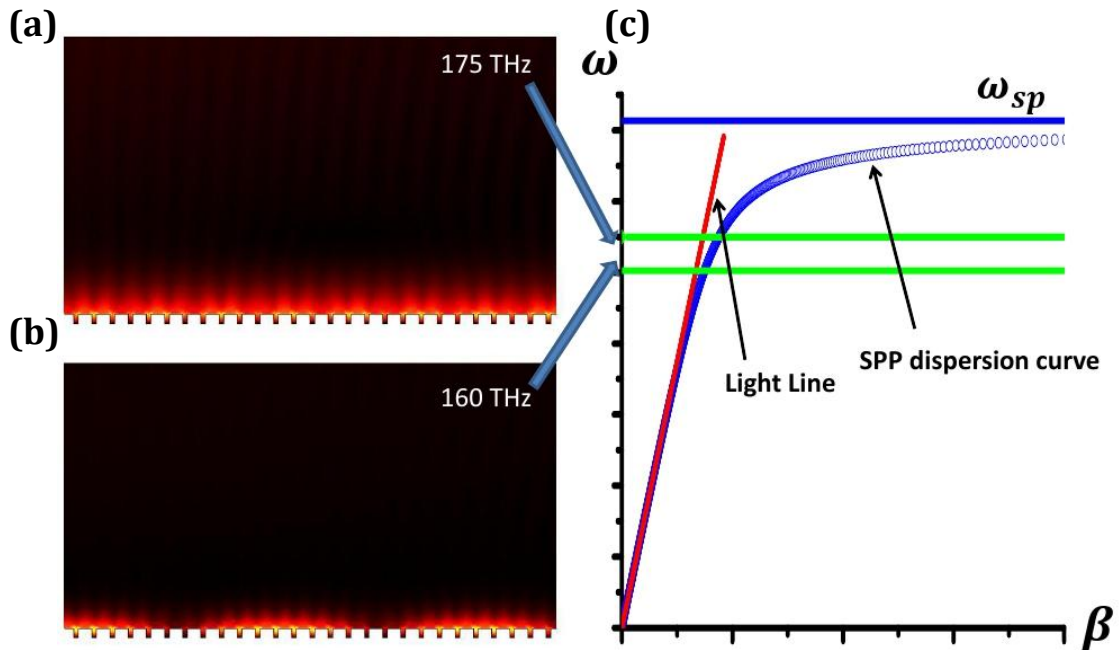 (a)
175 THz
(b)
160 THz
(c)
ω
ω_sp
SPP dispersion curve
Light Line
β